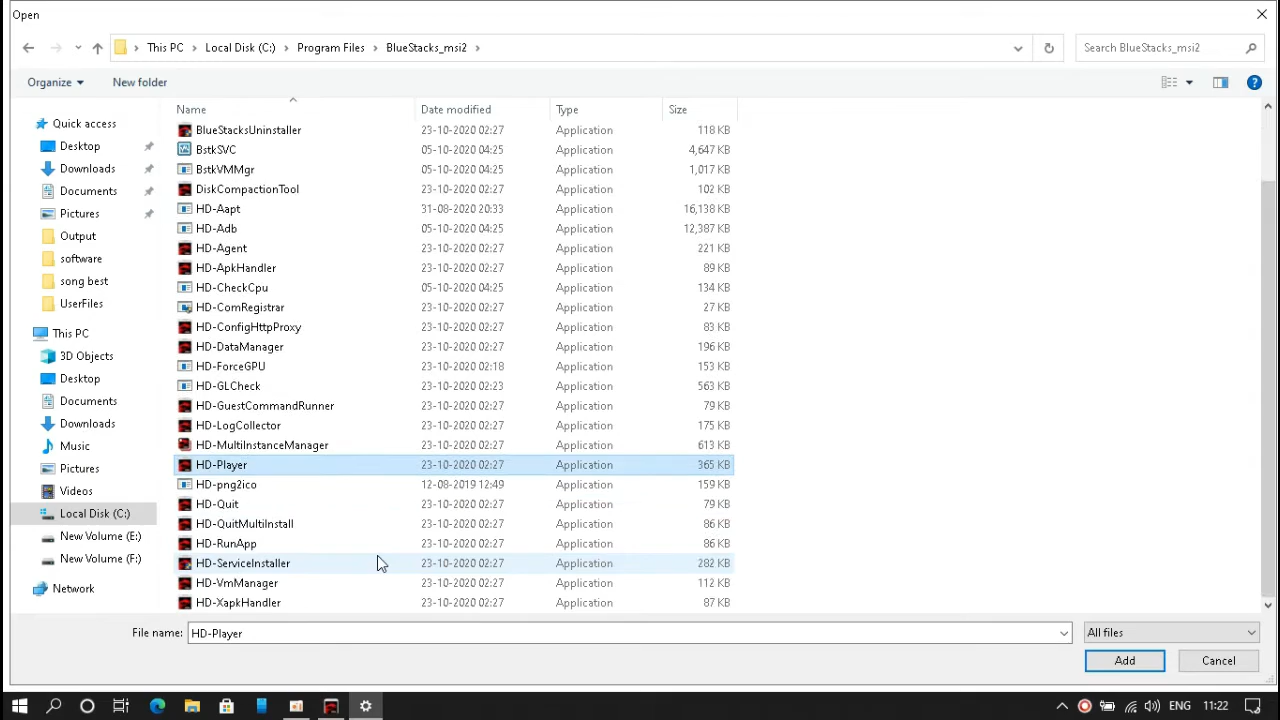 Open
This PC Local Disk (C:) Program Files BlueStacks_msi2
Search BlueStacks_msi2
Organize New folder
Name Date modified Type Size
Quick access
Desktop
Downloads
Documents
Pictures
Output
software
song best
UserFiles
This PC
3D Objects
Desktop
Documents
Downloads
Music
Pictures
Videos
Local Disk (C:)
New Volume (E:)
New Volume (F:)
Network
BlueStacksUninstaller 23-10-2020 02:27 Application 118 KB
BstkSVC 05-10-2020 04:25 Application 4,647 KB
BstkVMMgr 05-10-2020 04:25 Application 1,017 KB
DiskCompactionTool 23-10-2020 02:27 Application 102 KB
HD-Aapt 31-08-2020 20:33 Application 16,138 KB
HD-Adb 05-10-2020 04:25 Application 12,387 KB
HD-Agent 23-10-2020 02:27 Application 221 KB
HD-ApkHandler 23-10-2020 02:27 Application 89 KB
HD-CheckCpu 05-10-2020 04:25 Application 134 KB
HD-ComRegistrar 23-10-2020 02:27 Application 27 KB
HD-ConfigHttpProxy 23-10-2020 02:27 Application 83 KB
HD-DataManager 23-10-2020 02:27 Application 196 KB
HD-ForceGPU 23-10-2020 02:18 Application 153 KB
HD-GLCheck 23-10-2020 02:23 Application 563 KB
HD-GuestCommandRunner 23-10-2020 02:27 Application 79 KB
HD-LogCollector 23-10-2020 02:27 Application 175 KB
HD-MultiInstanceManager 23-10-2020 02:27 Application 613 KB
HD-Player 23-10-2020 02:27 Application 365 KB
HD-png2ico 12-08-2019 12:49 Application 159 KB
HD-Quit 23-10-2020 02:27 Application 79 KB
HD-QuitMultiInstall 23-10-2020 02:27 Application 86 KB
HD-RunApp 23-10-2020 02:27 Application 86 KB
HD-ServiceInstaller 23-10-2020 02:27 Application 282 KB
HD-VmManager 23-10-2020 02:27 Application 112 KB
HD-XapkHandler 23-10-2020 02:27 Application 87 KB
File name: HD-Player All files
Add Cancel
ENG 11:22